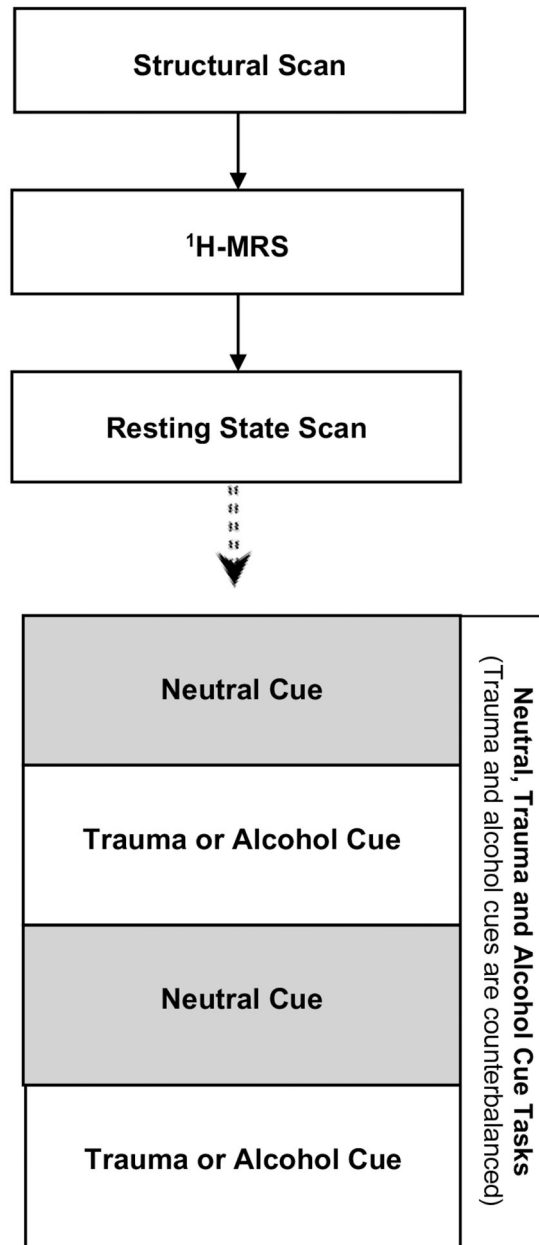 Structural Scan
¹H-MRS
Resting State Scan
Neutral Cue
Trauma or Alcohol Cue
Neutral Cue
Trauma or Alcohol Cue
Neutral, Trauma and Alcohol Cue Tasks
(Trauma and alcohol cues are counterbalanced)